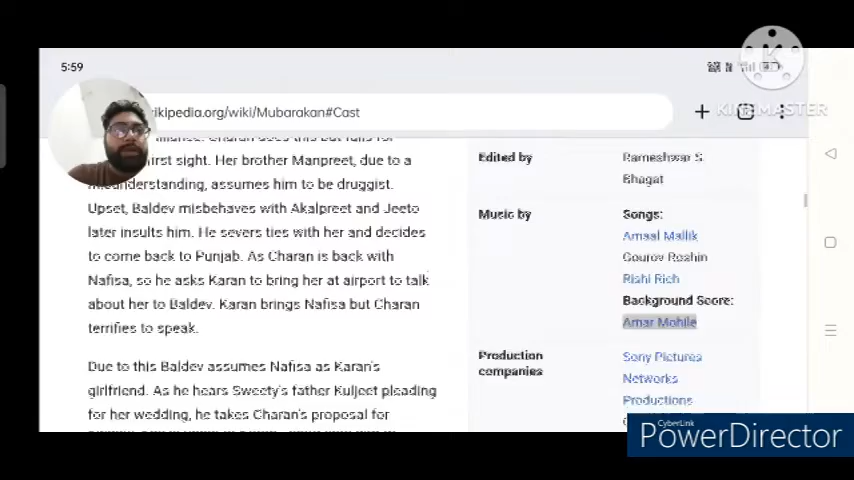 5:59
KINEMASTER
wikipedia.org/wiki/Mubarakan#Cast
first sight. Her brother Manpreet, due to a
misunderstanding, assumes him to be druggist.
Upset, Baldev misbehaves with Akalpreet and Jeeto
later insults him. He severs ties with her and decides
to come back to Punjab. As Charan is back with
Nafisa, so he asks Karan to bring her at airport to talk
about her to Baldev. Karan brings Nafisa but Charan
terrifies to speak.
Due to this Baldev assumes Nafisa as Karan's
girlfriend. As he hears Sweety's father Kuljeet pleading
for her wedding, he takes Charan's proposal for
Edited by
Rameshwar S.
Bhagat
Music by
Songs:
Amaal Mallik
Gourov Roshin
Rishi Rich
Background Score:
Amar Mohile
Production
companies
Sony Pictures
Networks
Productions
CyberLink
PowerDirector